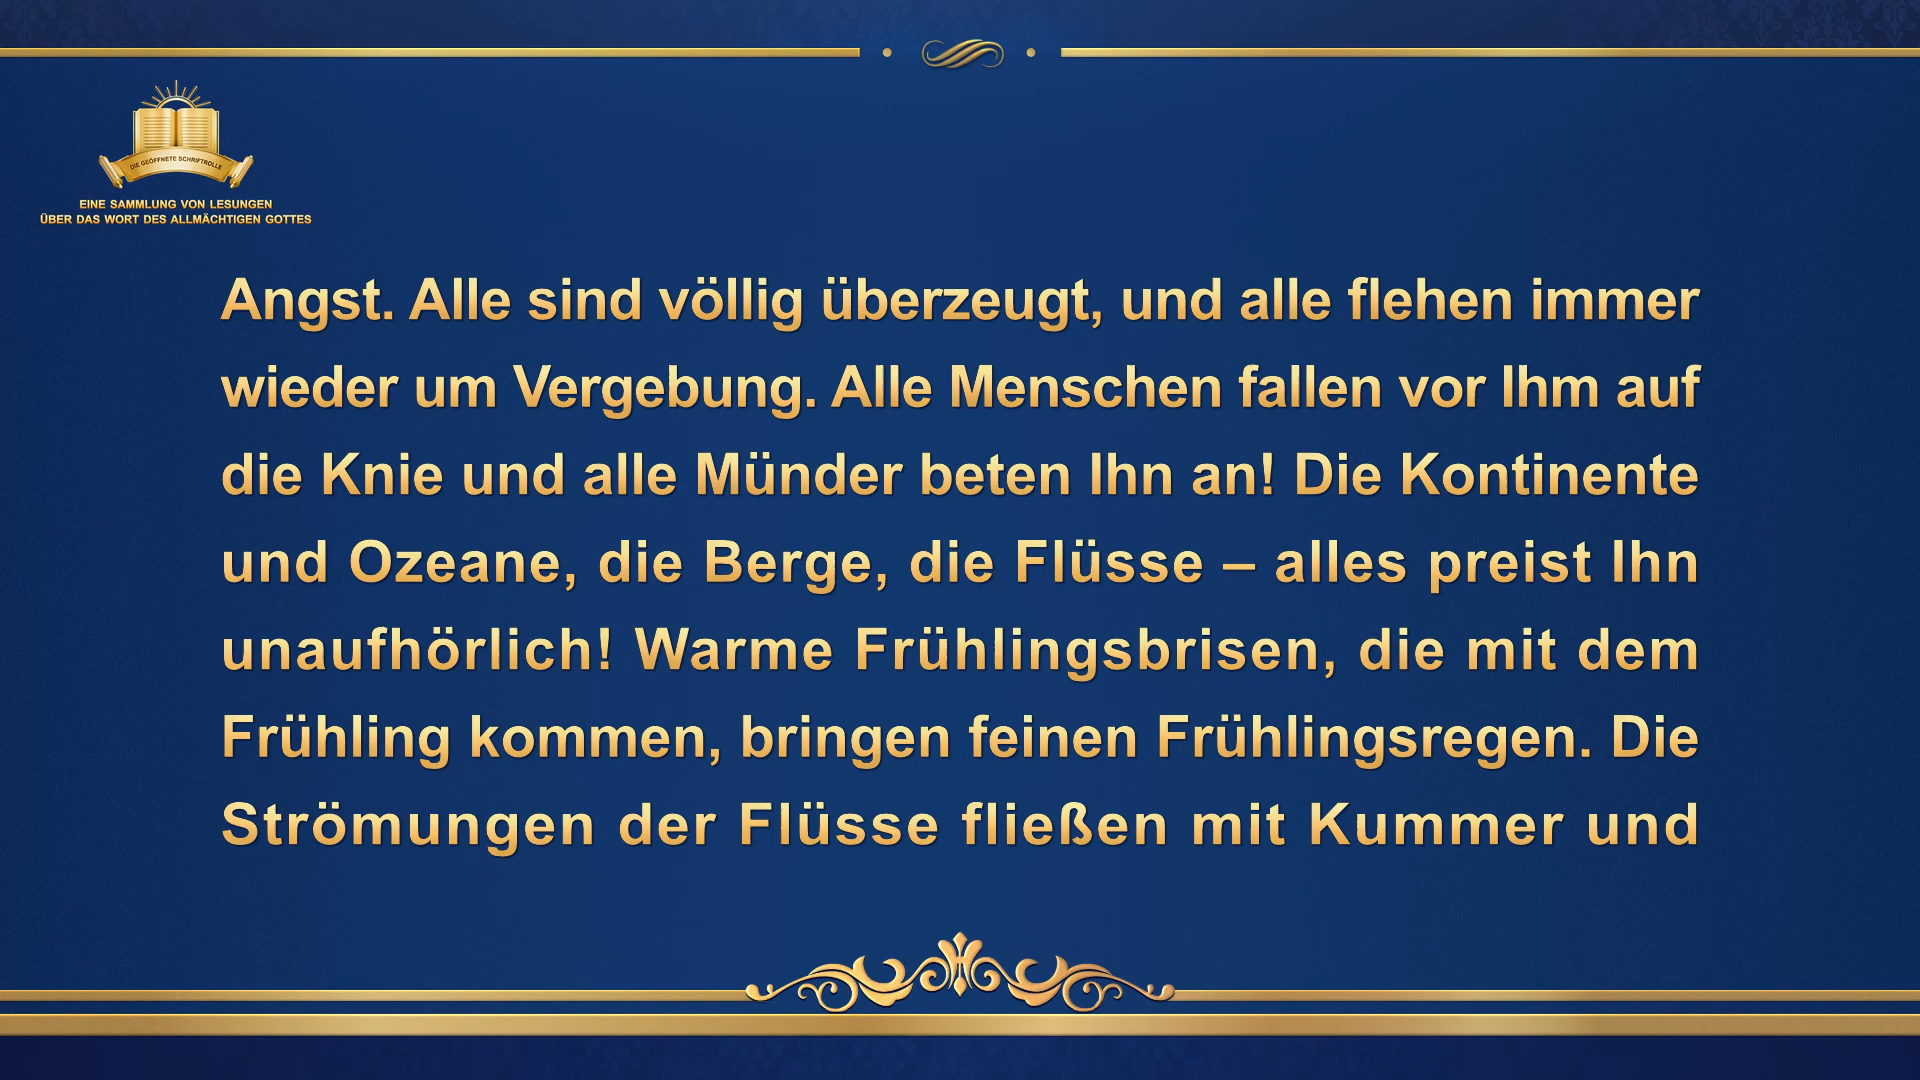 DIE GEÖFFNETE SCHRIFTROLLE
EINE SAMMLUNG VON LESUNGEN
ÜBER DAS WORT DES ALLMÄCHTIGEN GOTTES
Angst. Alle sind völlig überzeugt, und alle flehen immer
wieder um Vergebung. Alle Menschen fallen vor Ihm auf
die Knie und alle Münder beten Ihn an! Die Kontinente
und Ozeane, die Berge, die Flüsse – alles preist Ihn
unaufhörlich! Warme Frühlingsbrisen, die mit dem
Frühling kommen, bringen feinen Frühlingsregen. Die
Strömungen der Flüsse fließen mit Kummer und